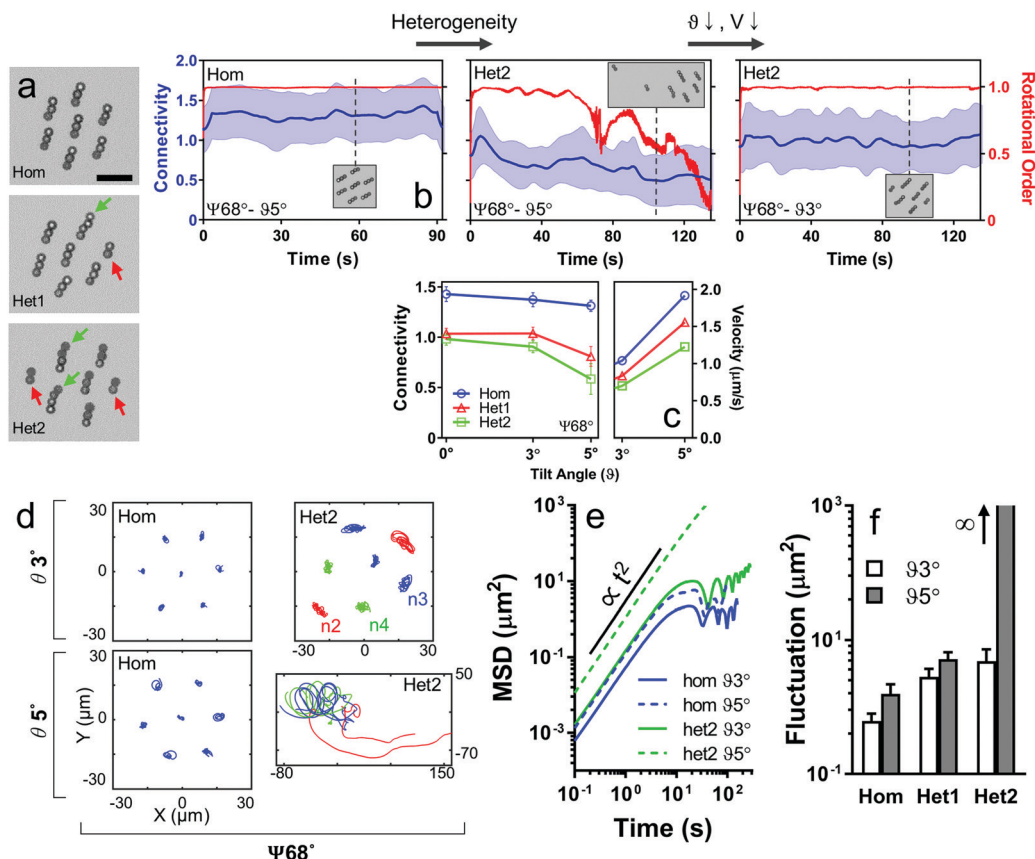 Heterogeneity
ϑ ↓ , V ↓
a
Hom
Het1
Het2
b
Connectivity
2.0
1.5
1.0
0.5
0
Hom
Ψ68°- ϑ5°
0 30 60 90
Time (s)
Het2
Ψ68°- ϑ5°
0 40 80 120
Time (s)
Het2
Ψ68°- ϑ3°
0 40 80 120
Time (s)
1.0
0.5
0
Rotational Order
Connectivity
1.5
1.0
0.5
0
Hom
Het1
Het2
Ψ68°
0° 3° 5°
c
3° 5°
2.0
1.5
1.0
0.5
0.0
Velocity (μm/s)
Tilt Angle (ϑ)
d
θ 3°
θ 5°
Hom
30
0
-30
Het2
n3
n2
n4
Hom
30
0
-30
Y (μm)
-30 0 30
X (μm)
Het2
50
-70
-80 150
Ψ68°
e
MSD (μm²)
10³
10¹
10⁻¹
10⁻³
∝ t²
hom ϑ3°
hom ϑ5°
het2 ϑ3°
het2 ϑ5°
10⁻¹ 10⁰ 10¹ 10²
Time (s)
f
Fluctuation (μm²)
10³
10¹
10⁻¹
∞
ϑ3°
ϑ5°
Hom Het1 Het2